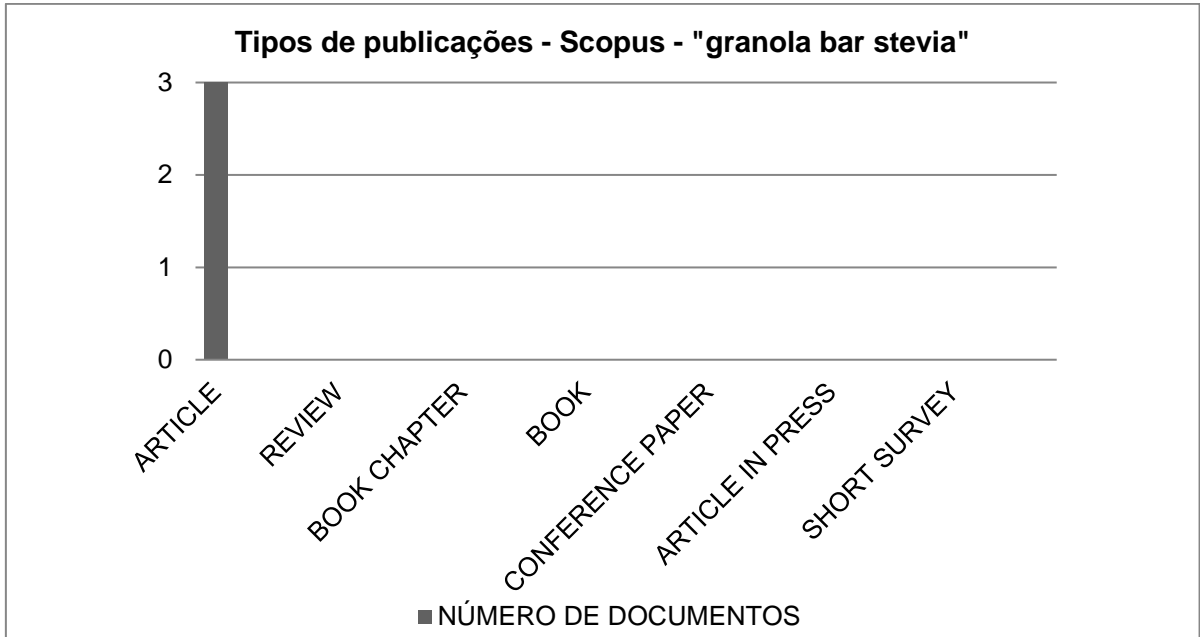 Tipos de publicações - Scopus - "granola bar stevia"
3
2
1
0
ARTICLE
REVIEW
BOOK CHAPTER
BOOK
CONFERENCE PAPER
ARTICLE IN PRESS
SHORT SURVEY
NÚMERO DE DOCUMENTOS